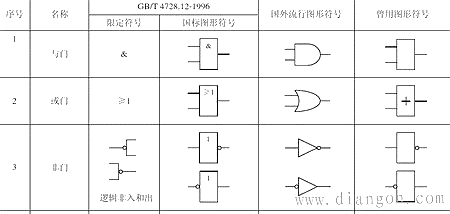 序号 名称 GB/T 4728.12-1996 国外流行图形符号 曾用图形符号
限定符号 国标图形符号
1 与门 & &
2 或门 ≥1 ≥1 +
3 非门 1
1
逻辑非入和出
www.diangon.com